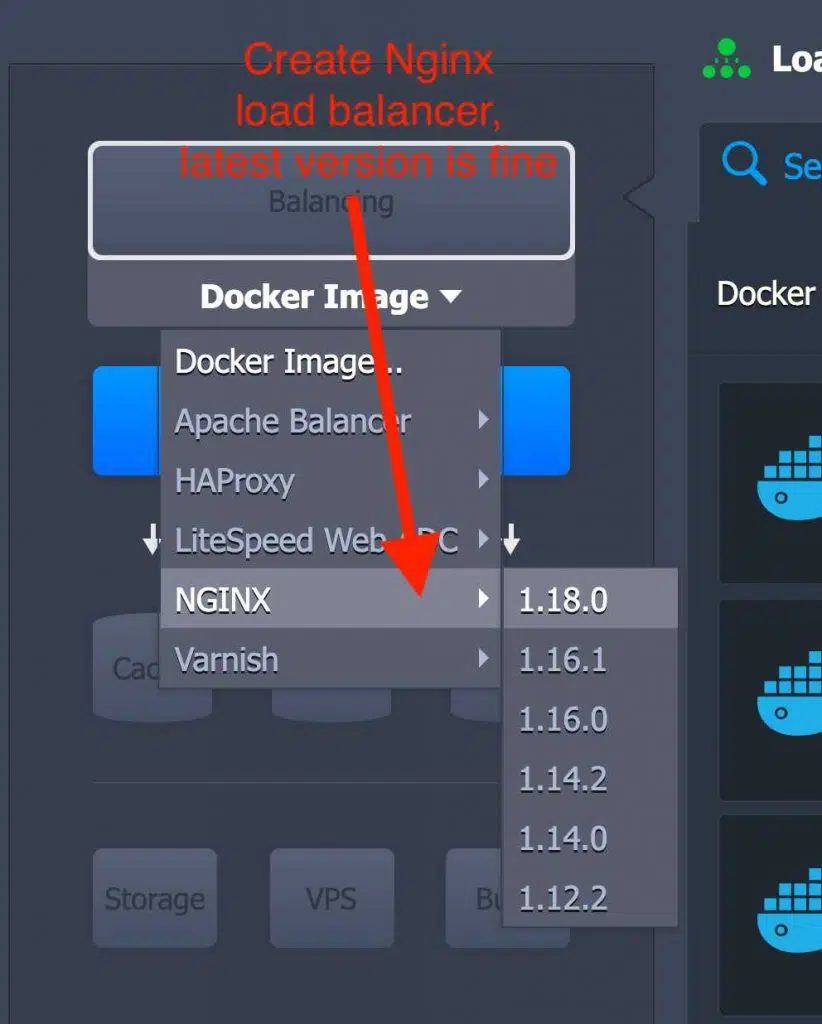 Create Nginx
load balancer,
latest version is fine
Balancing
Docker Image
Docker Image...
Apache Balancer
HAProxy
LiteSpeed Web ADC
NGINX
Varnish
1.18.0
1.16.1
1.16.0
1.14.2
1.14.0
1.12.2
Cac
Storage
VPS
Bu
Loa
Se
Docker